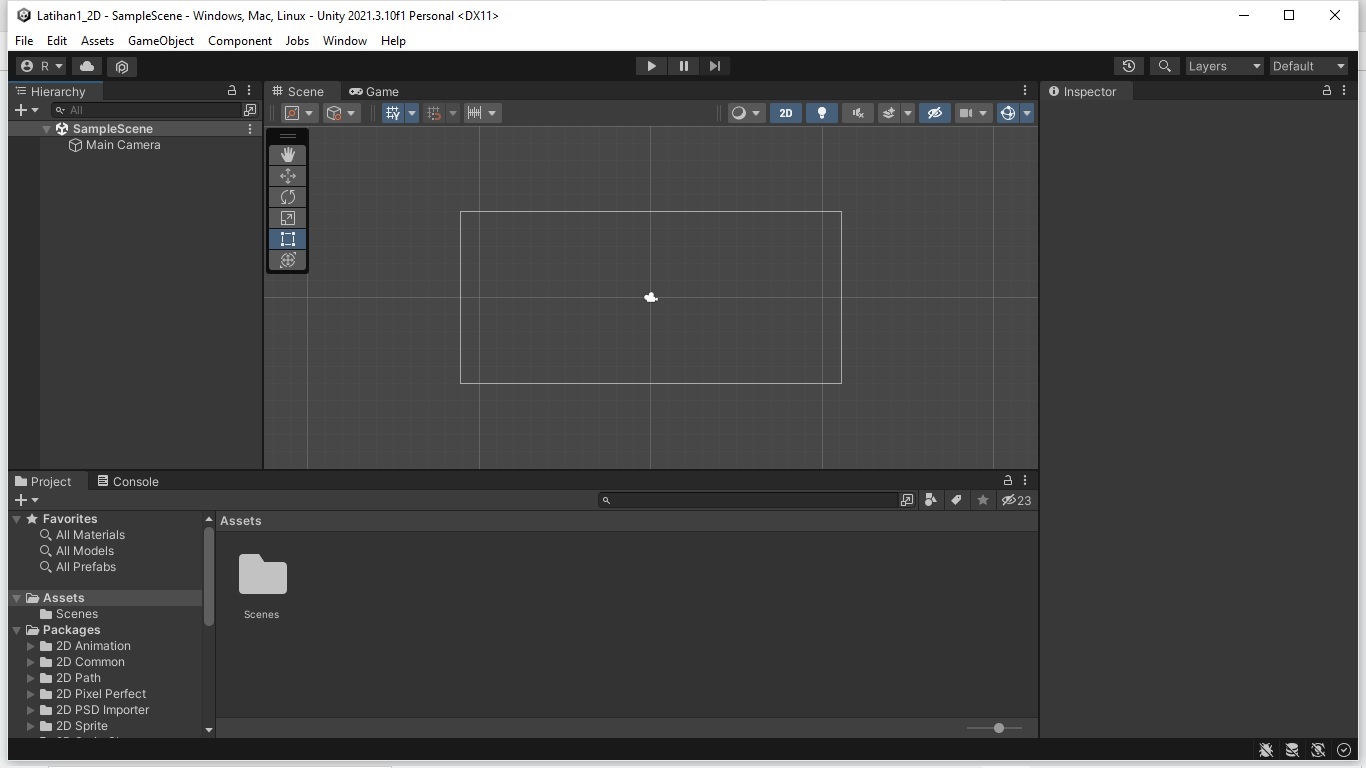 Latihan1_2D - SampleScene - Windows, Mac, Linux - Unity 2021.3.10f1 Personal <DX11>
File Edit Assets GameObject Component Jobs Window Help
R Layers Default
Hierarchy
Scene Game
Inspector
All
2D
SampleScene
Main Camera
Project Console
23
Favorites
All Materials
All Models
All Prefabs
Assets
Scenes
Packages
2D Animation
2D Common
2D Path
2D Pixel Perfect
2D PSD Importer
2D Sprite
Assets
Scenes